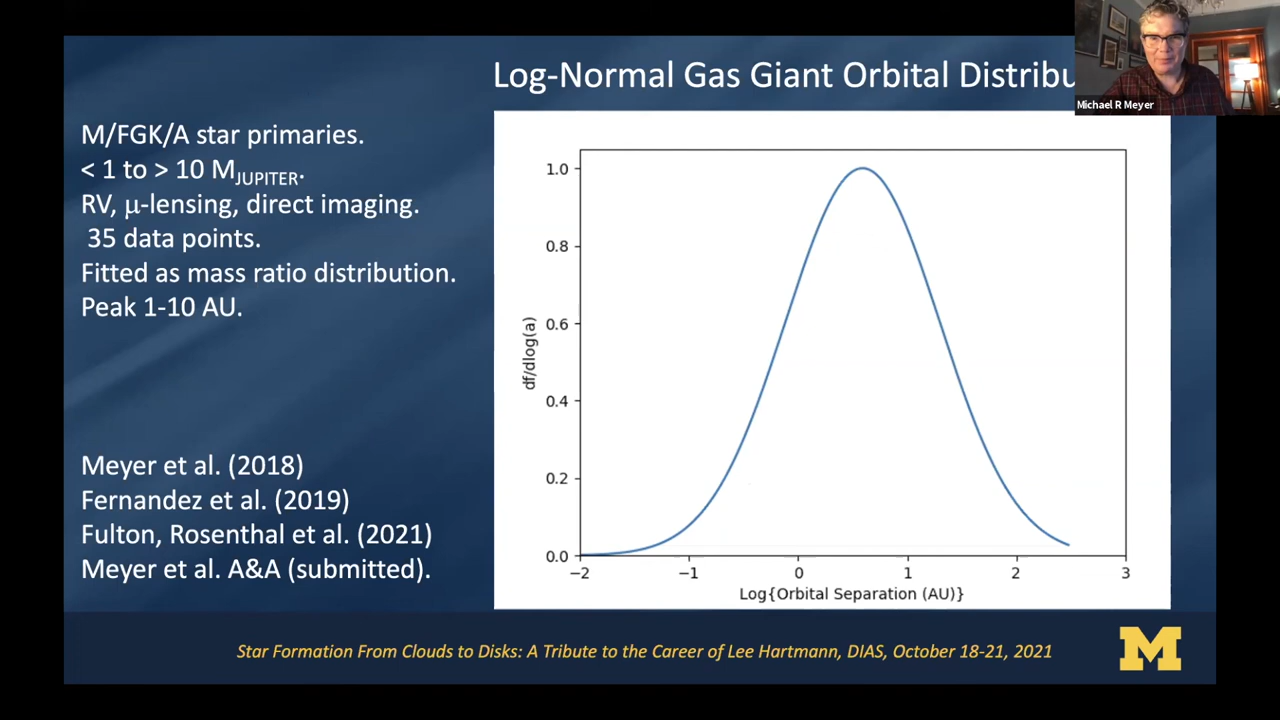 Log-Normal Gas Giant Orbital Distribu
Michael R Meyer
M/FGK/A star primaries.
< 1 to > 10 MJUPITER.
RV, μ-lensing, direct imaging.
35 data points.
Fitted as mass ratio distribution.
Peak 1-10 AU.
Meyer et al. (2018)
Fernandez et al. (2019)
Fulton, Rosenthal et al. (2021)
Meyer et al. A&A (submitted).
df/dlog(a)
1.0
0.8
0.6
0.4
0.2
0.0
−2 −1 0 1 2 3
Log{Orbital Separation (AU)}
Star Formation From Clouds to Disks: A Tribute to the Career of Lee Hartmann, DIAS, October 18-21, 2021
M